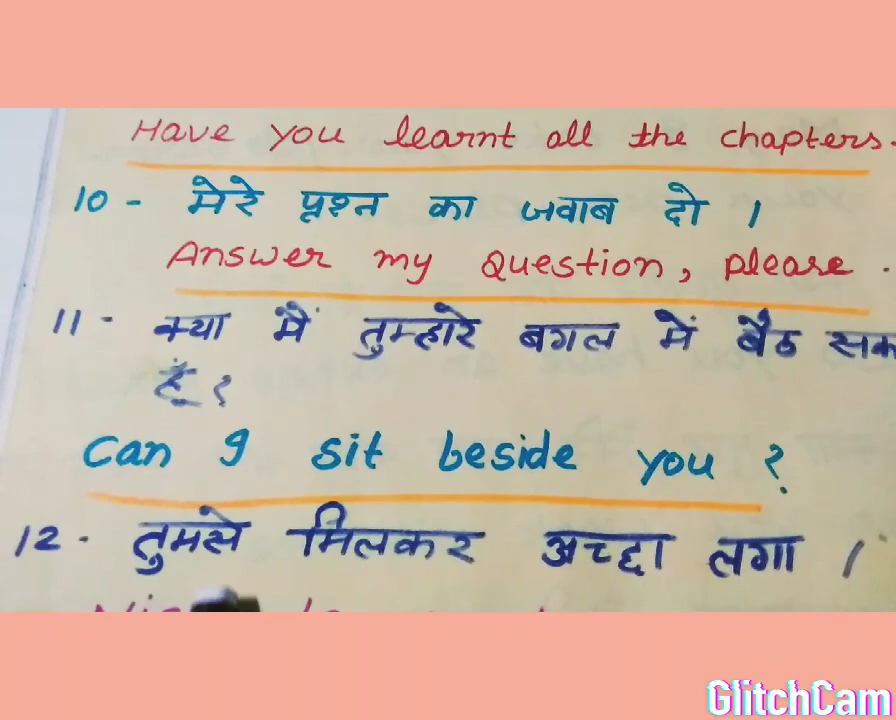 Have you learnt all the chapters.
10 - मेरे प्रश्न का जवाब दो ।
Answer my question, please.
11 - क्या मैं तुम्हारे बगल में बैठ सक
हूँ?
Can I sit beside you?
12 - तुमसे मिलकर अच्छा लगा ।
GlitchCam